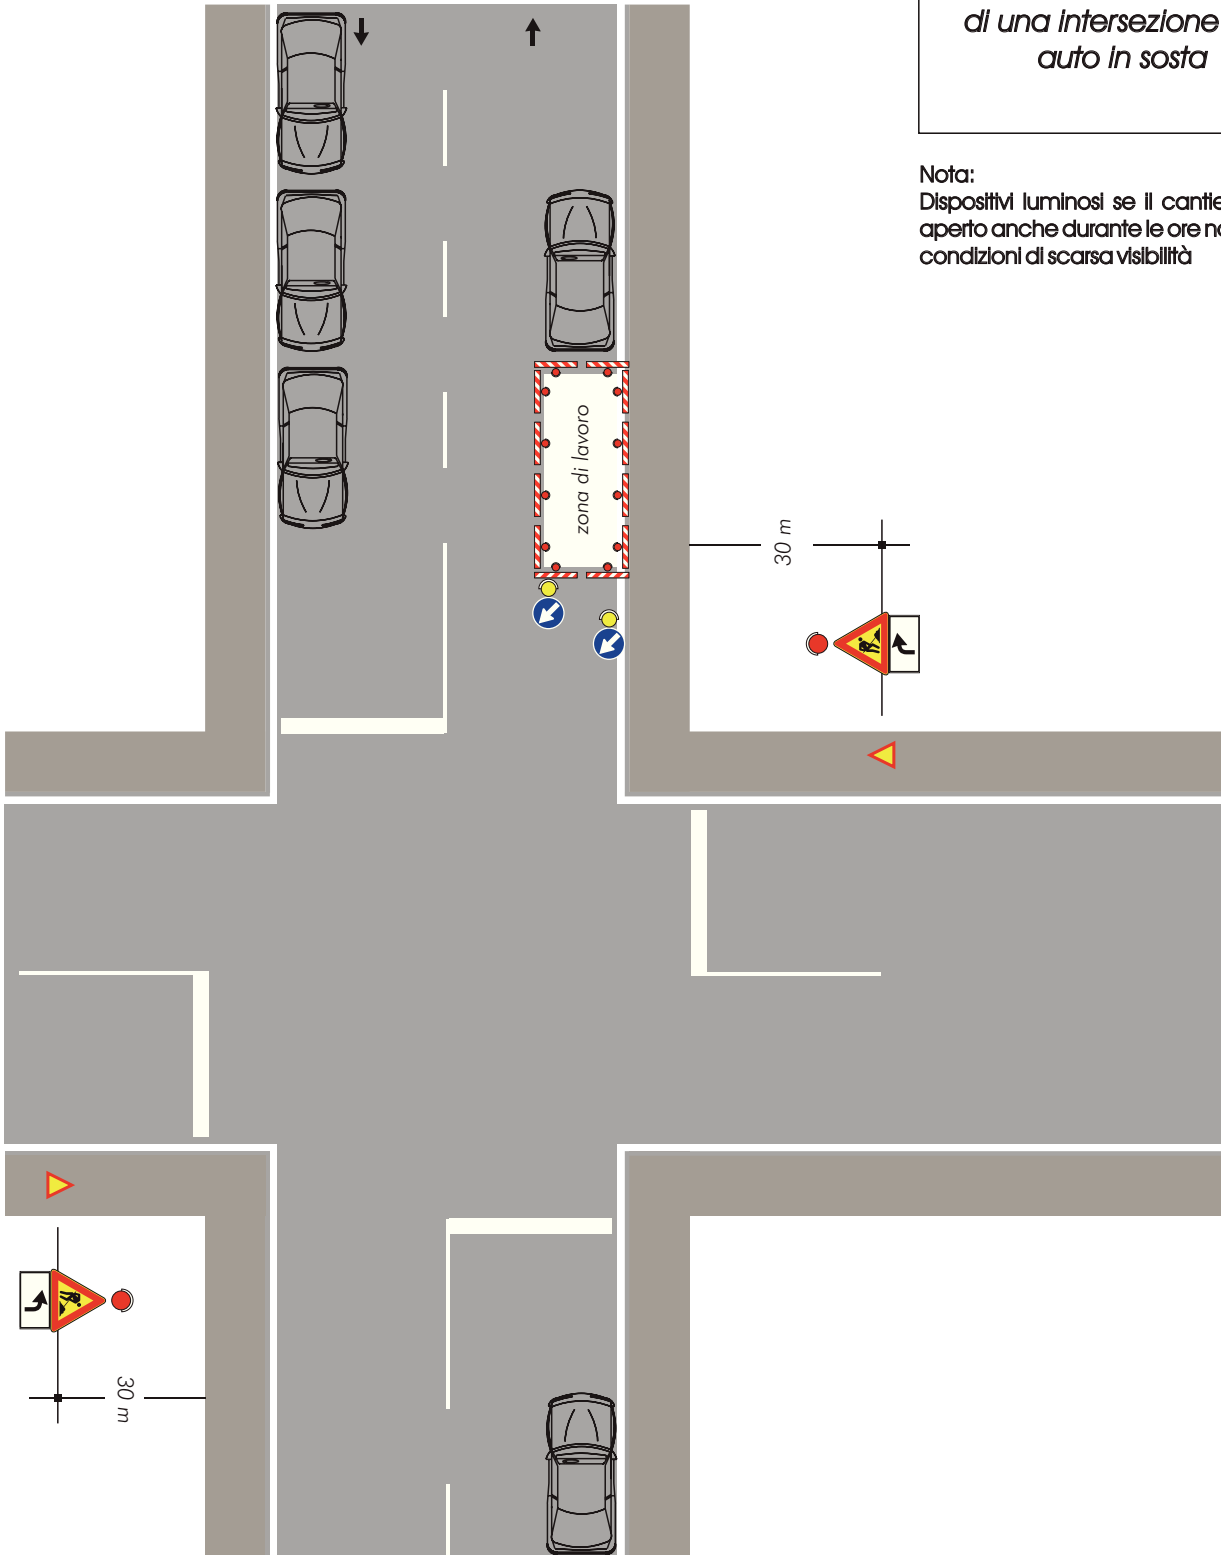 di una intersezione
auto in sosta
Nota:
Dispositivi luminosi se il
aperto anche durante le ore
condizioni di scarsa visibilità
zona di lavoro
30 m
30 m